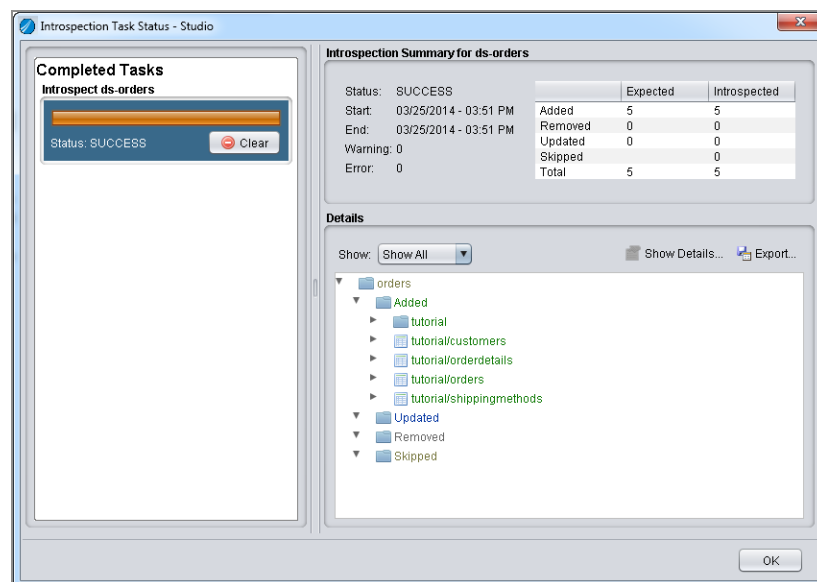 Introspection Task Status - Studio
Completed Tasks
Introspect ds-orders
Status: SUCCESS
Clear
Introspection Summary for ds-orders
Status: SUCCESS
Start: 03/25/2014 - 03:51 PM
End: 03/25/2014 - 03:51 PM
Warning: 0
Error: 0
Expected Introspected
Added 5 5
Removed 0 0
Updated 0 0
Skipped 0
Total 5 5
Details
Show: Show All Show Details... Export...
orders
Added
tutorial
tutorial/customers
tutorial/orderdetails
tutorial/orders
tutorial/shippingmethods
Updated
Removed
Skipped
OK